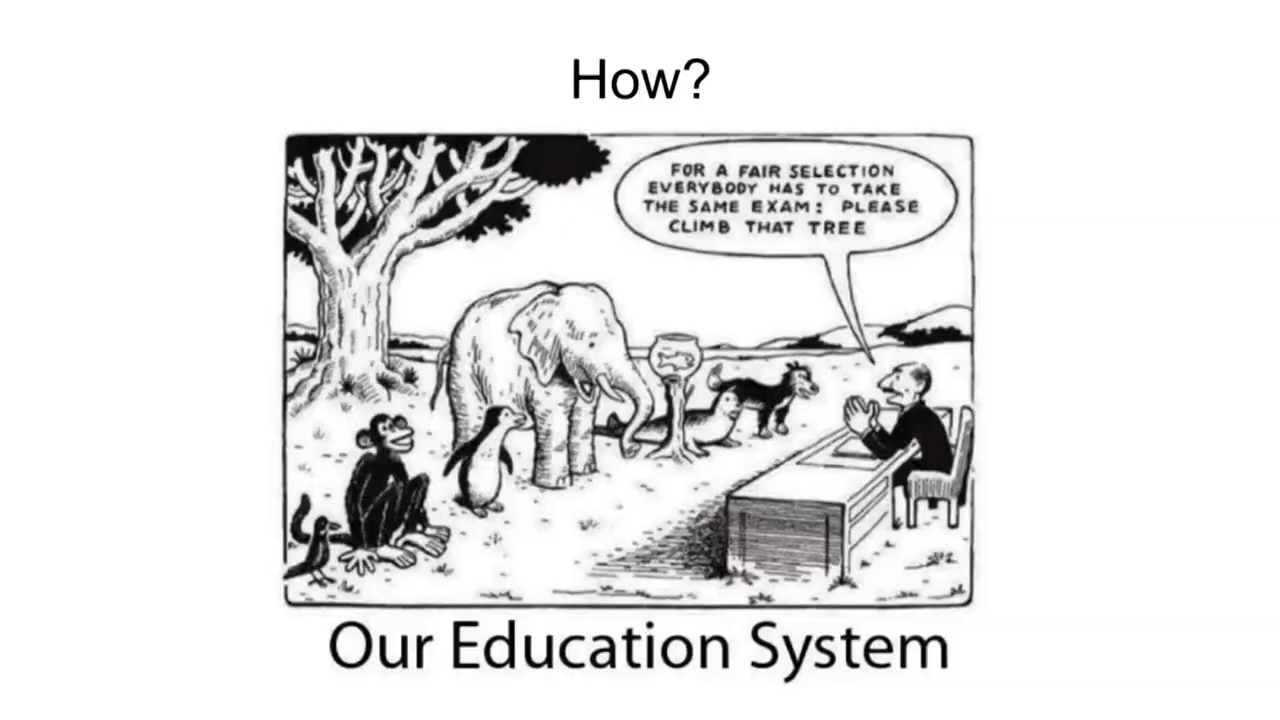 How?
FOR A FAIR SELECTION
EVERYBODY HAS TO TAKE
THE SAME EXAM: PLEASE
CLIMB THAT TREE
Our Education System